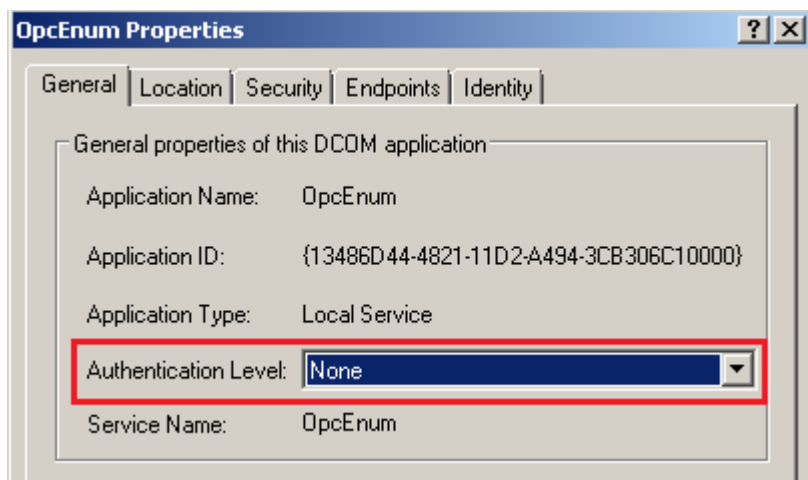 OpcEnum Properties
General Location Security Endpoints Identity
General properties of this DCOM application
Application Name: OpcEnum
Application ID: {13486D44-4821-11D2-A494-3CB306C10000}
Application Type: Local Service
Authentication Level: None
Service Name: OpcEnum